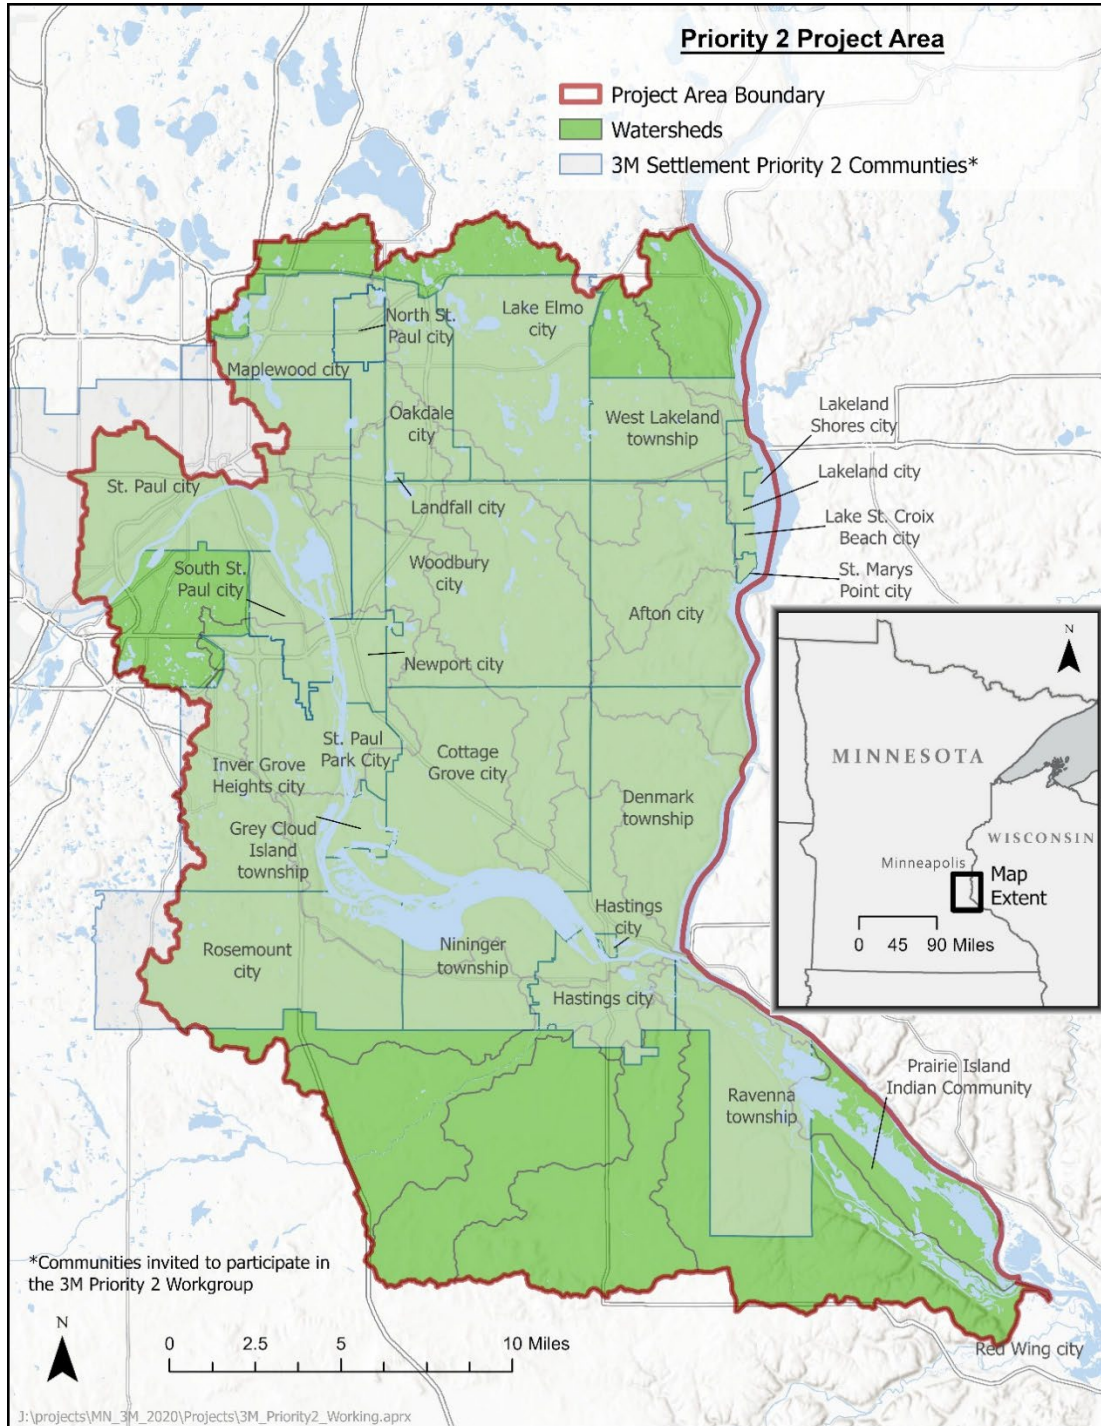 Priority 2 Project Area
Project Area Boundary
Watersheds
3M Settlement Priority 2 Communties*
North St.
Paul city
Lake Elmo
city
Maplewood city
Oakdale
city
West Lakeland
township
Lakeland
Shores city
Lakeland city
St. Paul city
Landfall city
Lake St. Croix
Beach city
South St.
Paul city
Woodbury
city
St. Marys
Point city
Afton city
Newport city
St. Paul
Park City
Inver Grove
Heights city
Cottage
Grove city
Grey Cloud
Island
township
Denmark
township
N
MINNESOTA
WISCONSIN
Minneapolis
Map
Extent
0 45 90 Miles
Hastings
city
Rosemount
city
Nininger
township
Hastings city
Ravenna
township
Prairie Island
Indian Community
*Communities invited to participate in
the 3M Priority 2 Workgroup
N
0 2.5 5 10 Miles
Red Wing city
J:\projects\MN_3M_2020\Projects\3M_Priority2_Working.aprx